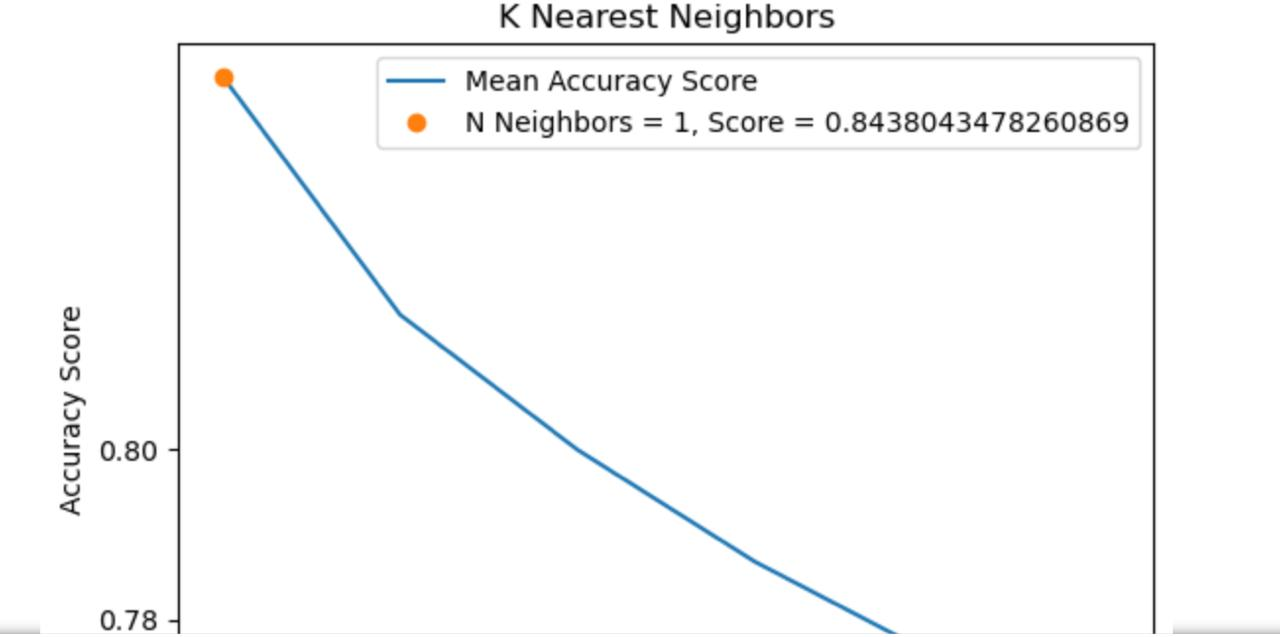 K Nearest Neighbors
Mean Accuracy Score
N Neighbors = 1, Score = 0.8438043478260869
Accuracy Score
0.80
0.78